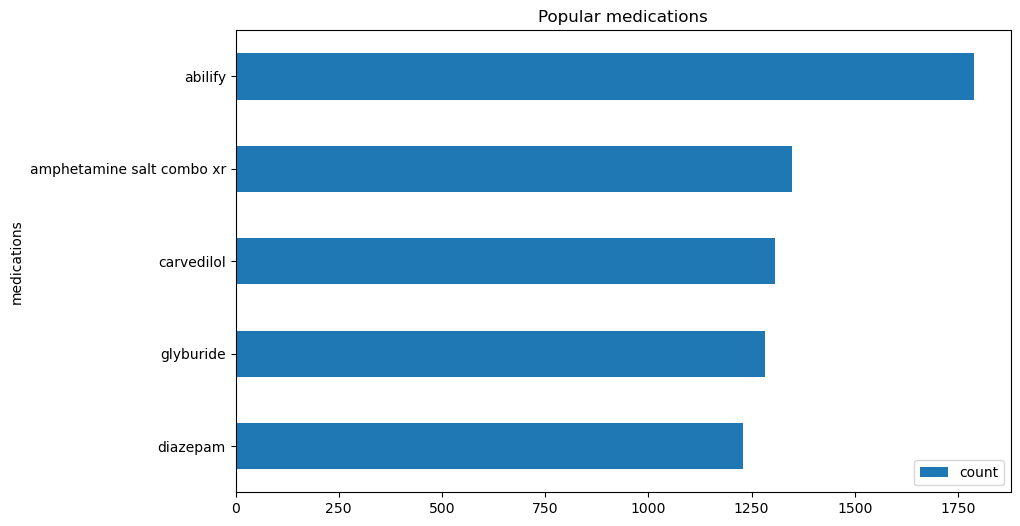 Popular medications
abilify
amphetamine salt combo xr
carvedilol
glyburide
diazepam
medications
count
0 250 500 750 1000 1250 1500 1750